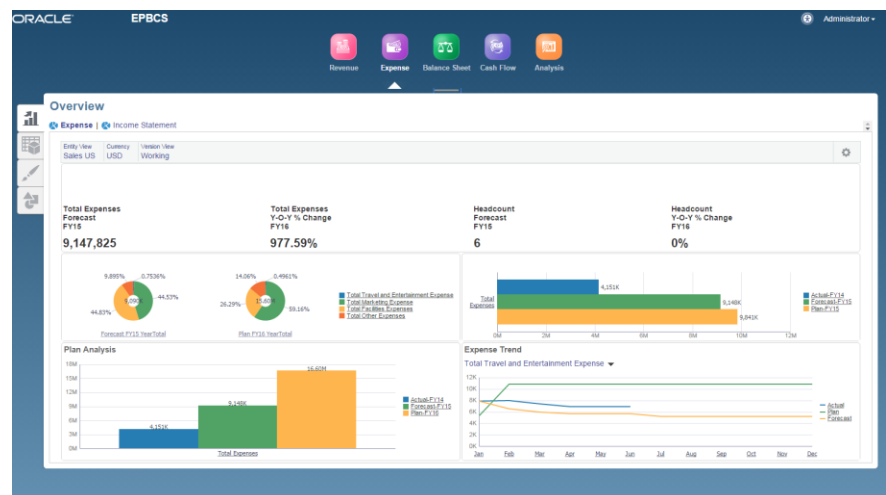 ORACLE EPBCS Administrator
Revenue Expense Balance Sheet Cash Flow Analysis
Overview
Expense | Income Statement
Entity View Currency Version View
Sales US USD Working
Total Expenses Total Expenses Headcount Headcount
Forecast Y-O-Y % Change Forecast Y-O-Y % Change
FY15 FY16 FY15 FY16
9,147,825 977.59% 6 0%
9.895% 0.7536% 14.06% 0.4961%
44.53% 44.83% 26.29% 59.16%
Total Travel and Entertainment Expense
Total Marketing Expense
Total Facilities Expenses
Total Other Expenses
Forecast FY15 YearTotal Plan FY16 YearTotal
Total Expenses
4,151K
9,148K
9,841K
0M 2M 4M 6M 8M 10M 12M
Actual-FY14
Forecast-FY15
Plan-FY15
Plan Analysis
18M
15M
12M
9M
6M
3M
0M
4,151K 9,148K 16.60M
Total Expenses
Actual-FY14
Forecast-FY15
Plan-FY15
Expense Trend
Total Travel and Entertainment Expense
12K
10K
8K
6K
4K
2K
0K
Jan Feb Mar Apr May Jun Jul Aug Sep Oct Nov Dec
Actual
Plan
Forecast